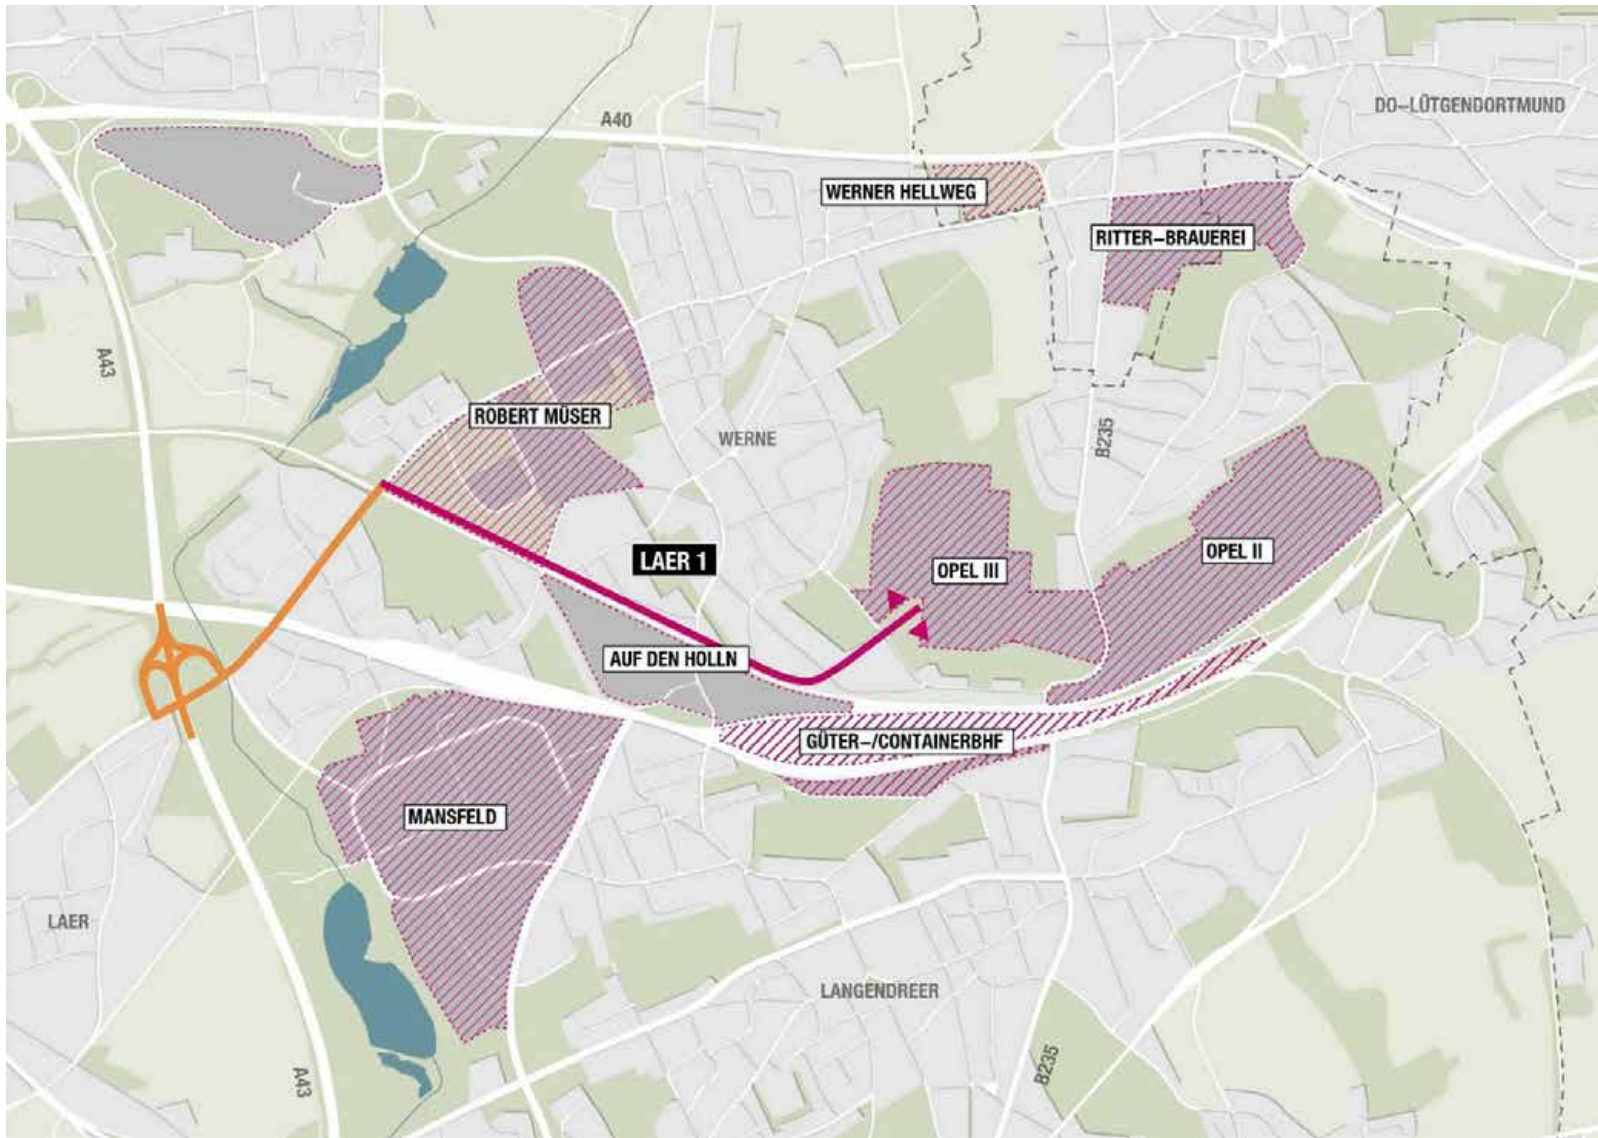 A40
DO–LÜTGENDORTMUND
WERNER HELLWEG
RITTER–BRAUEREI
A43
ROBERT MÜSER
WERNE
B235
LAER 1
OPEL III
OPEL II
AUF DEN HOLLN
GÜTER–/CONTAINERBHF
MANSFELD
LAER
LANGENDREER
A43
B235